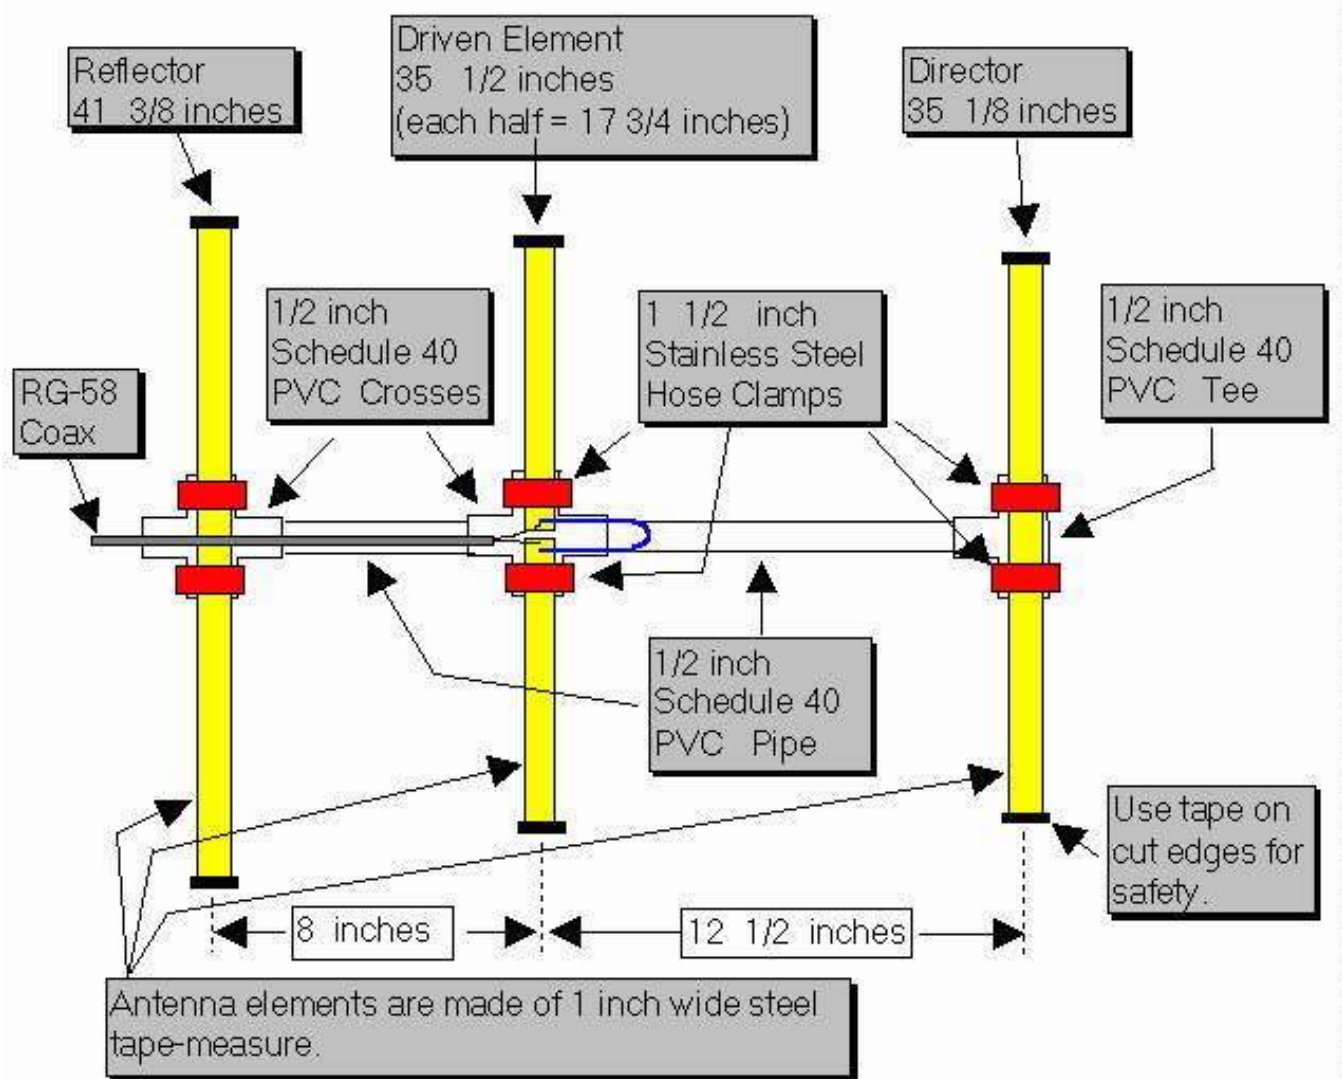 Reflector
41 3/8 inches
Driven Element
35 1/2 inches
(each half = 17 3/4 inches)
Director
35 1/8 inches
1/2 inch
Schedule 40
PVC Crosses
1 1/2 inch
Stainless Steel
Hose Clamps
1/2 inch
Schedule 40
PVC Tee
RG-58
Coax
1/2 inch
Schedule 40
PVC Pipe
Use tape on
cut edges for
safety.
8 inches
12 1/2 inches
Antenna elements are made of 1 inch wide steel
tape-measure.